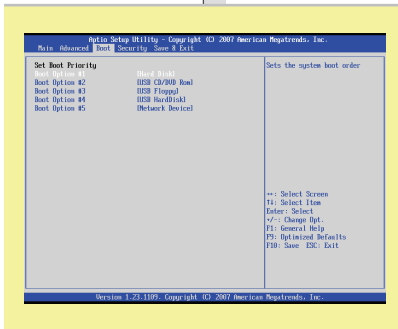 Aptio Setup Utility - Copyright (C) 2007 American Megatrends, Inc.
Main Advanced Boot Security Save & Exit
Set Boot Priority
Boot Option #1 [Hard Disk]
Boot Option #2 [USB CD/DVD Rom]
Boot Option #3 [USB Floppy]
Boot Option #4 [USB HardDisk]
Boot Option #5 [Network Device]
Sets the system boot order
↔: Select Screen
↑↓: Select Item
Enter: Select
+/-: Change Opt.
F1: General Help
F9: Optimized Defaults
F10: Save ESC: Exit
Version 1.23.1109. Copyright (C) 2007 American Megatrends, Inc.